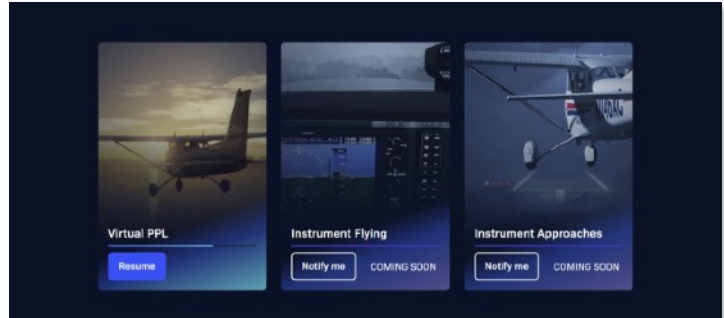 Virtual PPL
Resume
Instrument Flying
Notify me COMING SOON
Instrument Approaches
Notify me COMING SOON